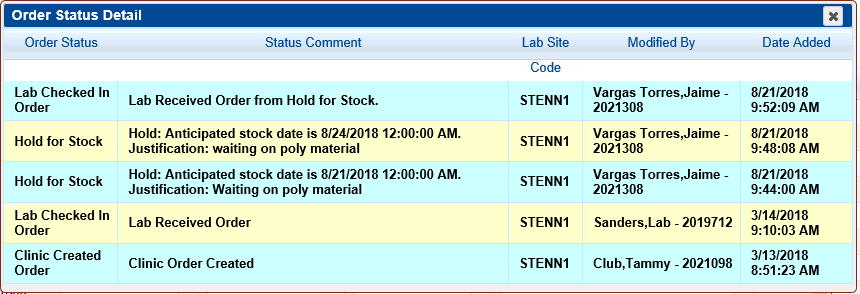 Order Status Detail
Order Status Status Comment Lab Site Code Modified By Date Added
Lab Checked In Order Lab Received Order from Hold for Stock. STENN1 Vargas Torres,Jaime - 2021308 8/21/2018 9:52:09 AM
Hold for Stock Hold: Anticipated stock date is 8/24/2018 12:00:00 AM. Justification: waiting on poly material STENN1 Vargas Torres,Jaime - 2021308 8/21/2018 9:48:08 AM
Hold for Stock Hold: Anticipated stock date is 8/21/2018 12:00:00 AM. Justification: Waiting on poly material STENN1 Vargas Torres,Jaime - 2021308 8/21/2018 9:44:00 AM
Lab Checked In Order Lab Received Order STENN1 Sanders,Lab - 2019712 3/14/2018 9:10:03 AM
Clinic Created Order Clinic Order Created STENN1 Club,Tammy - 2021098 3/13/2018 8:51:23 AM